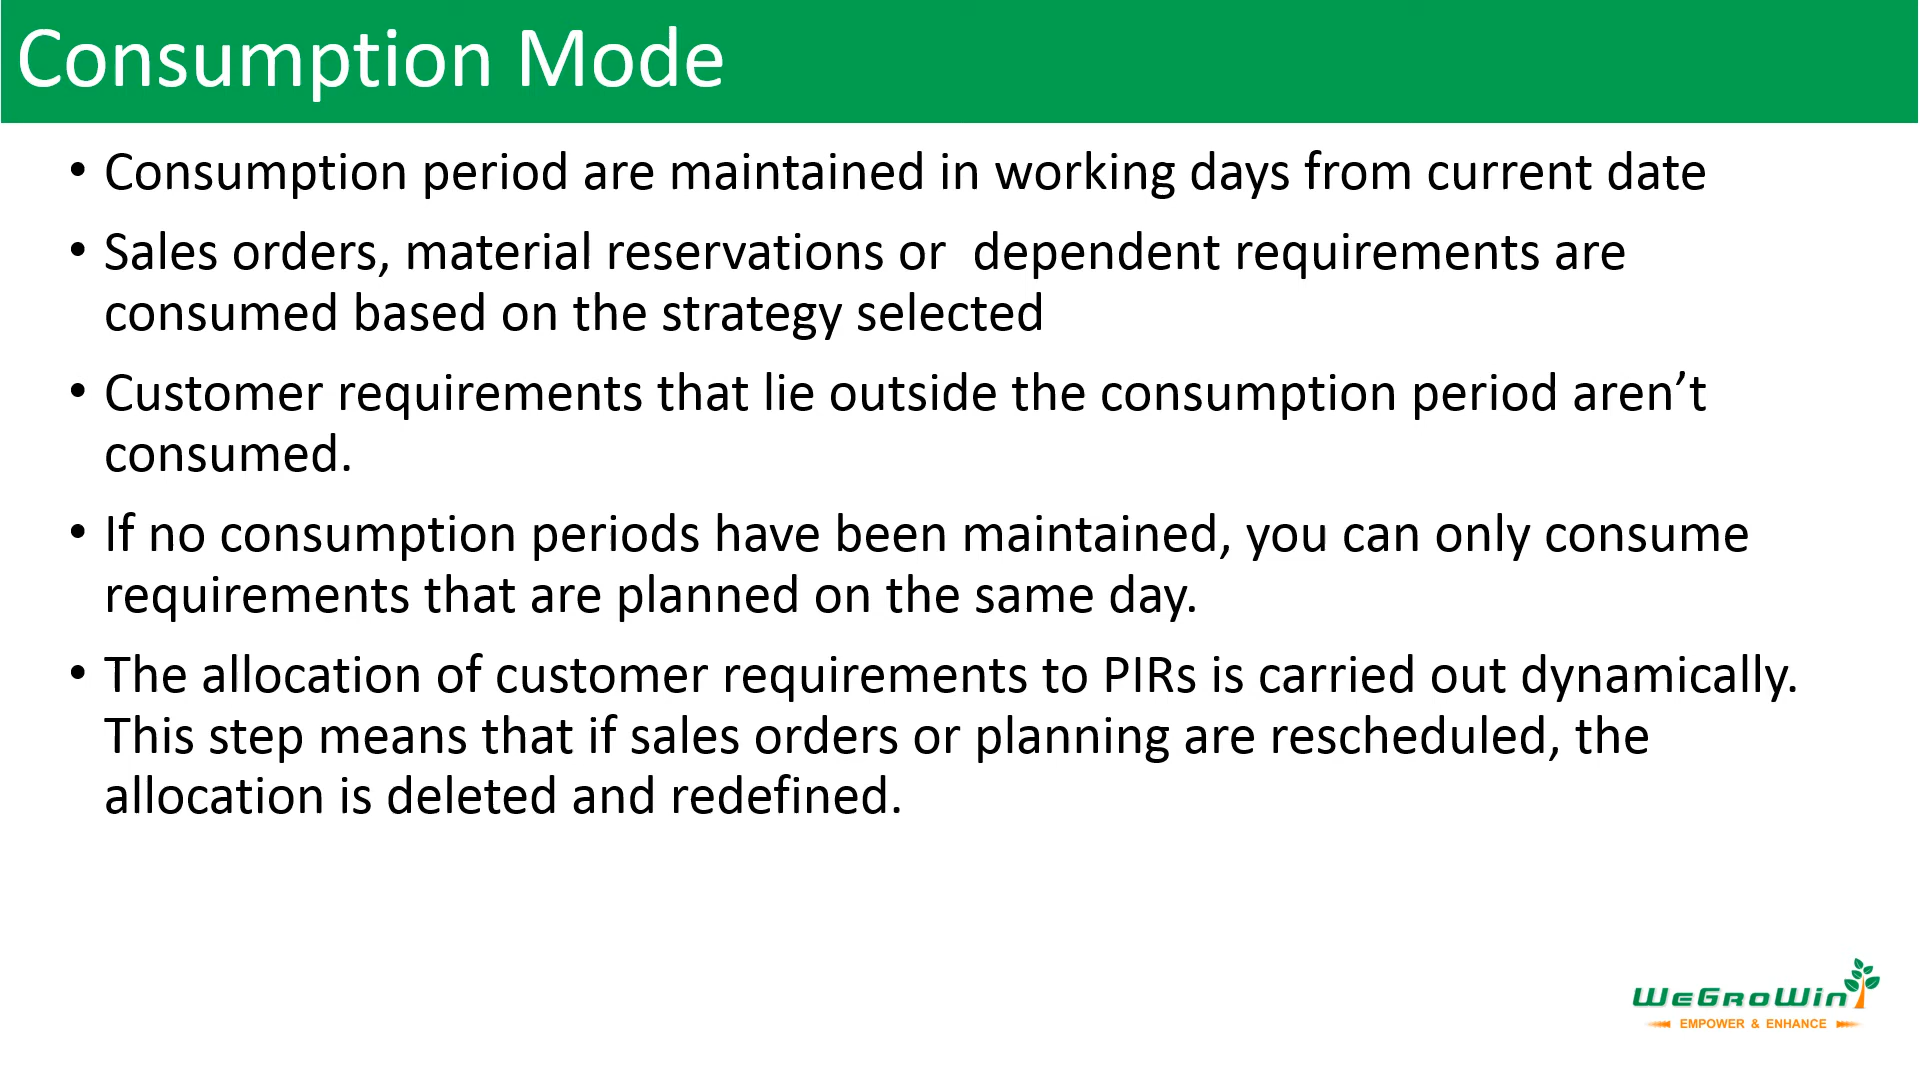 Consumption Mode
• Consumption period are maintained in working days from current date
• Sales orders, material reservations or  dependent requirements are
consumed based on the strategy selected
• Customer requirements that lie outside the consumption period aren’t
consumed.
• If no consumption periods have been maintained, you can only consume
requirements that are planned on the same day.
• The allocation of customer requirements to PIRs is carried out dynamically.
This step means that if sales orders or planning are rescheduled, the
allocation is deleted and redefined.
WeGroWin
EMPOWER & ENHANCE